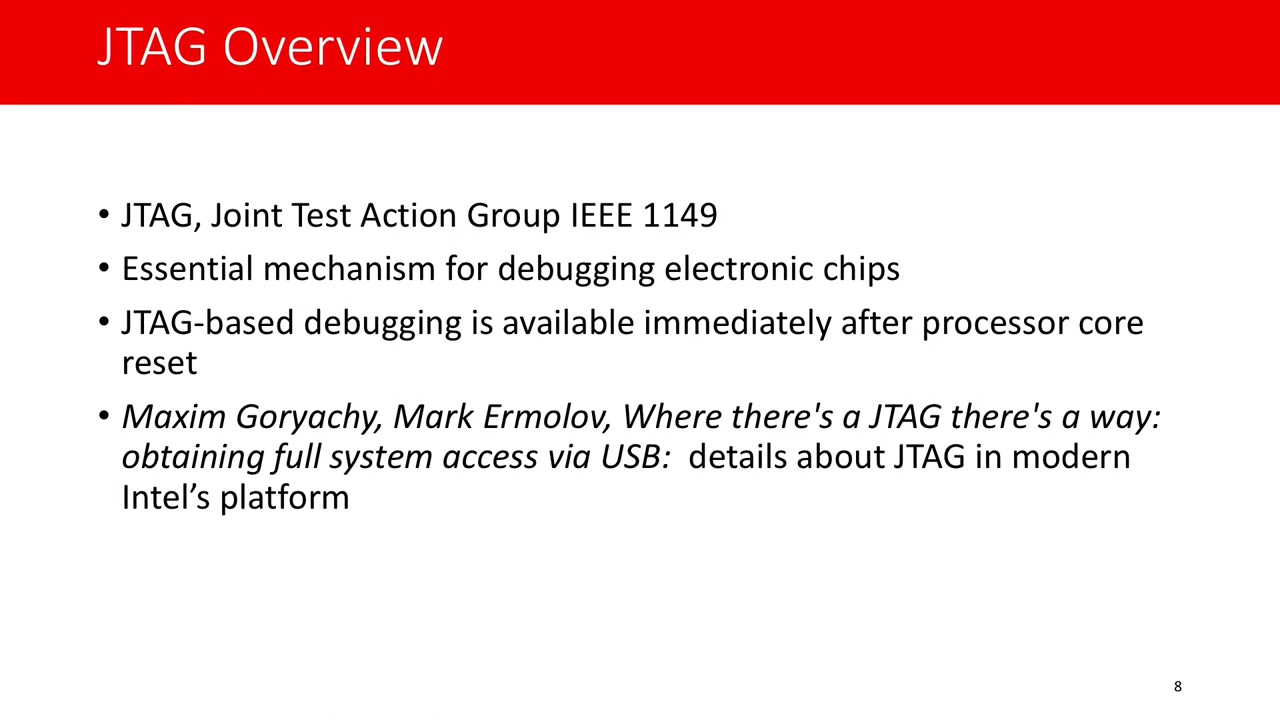 JTAG Overview
• JTAG, Joint Test Action Group IEEE 1149
• Essential mechanism for debugging electronic chips
• JTAG-based debugging is available immediately after processor core
reset
• Maxim Goryachy, Mark Ermolov, Where there's a JTAG there's a way:
obtaining full system access via USB:  details about JTAG in modern
Intel’s platform
8